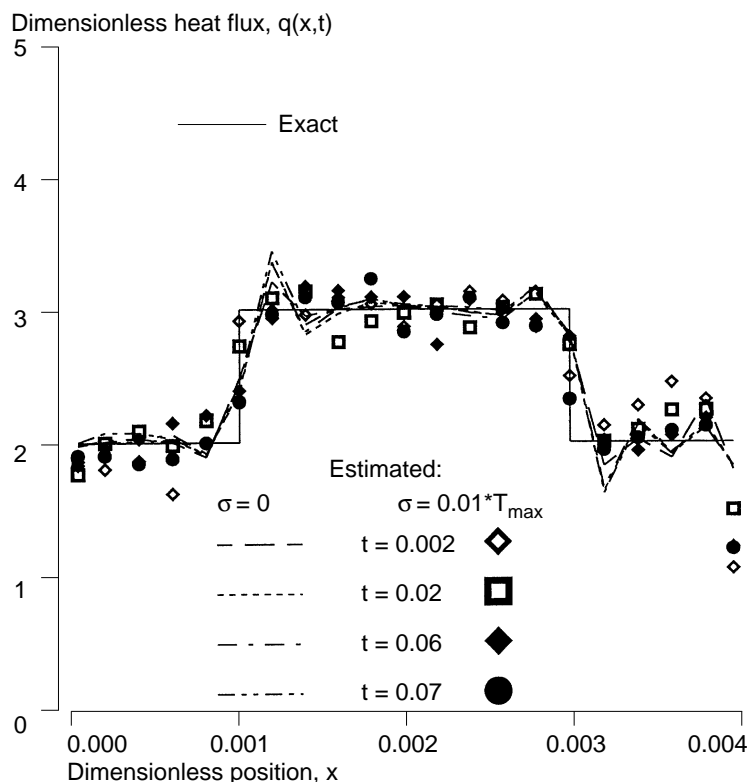 Dimensionless heat flux, q(x,t)
5
Exact
4
3
2
Estimated:
σ = 0 σ = 0.01*Tmax
t = 0.002
1
t = 0.02
t = 0.06
t = 0.07
0
0.000 0.001 0.002 0.003 0.004
Dimensionless position, x